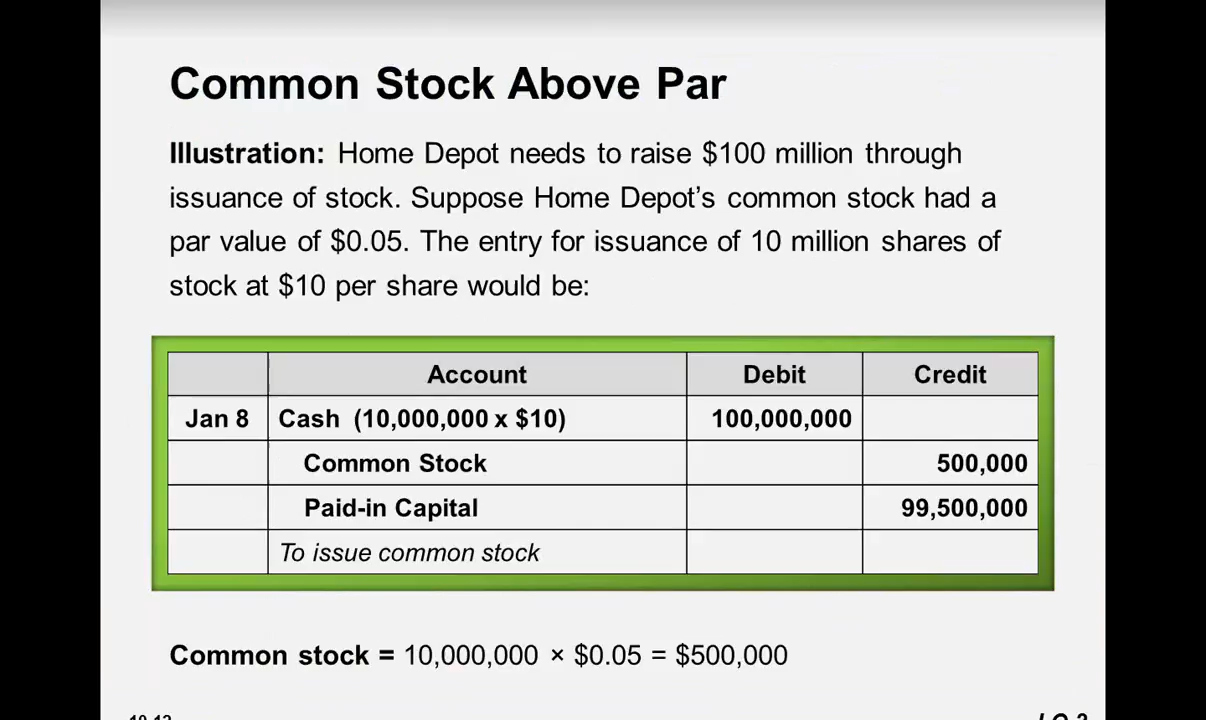 Common Stock Above Par
Illustration: Home Depot needs to raise $100 million through
issuance of stock. Suppose Home Depot’s common stock had a
par value of $0.05. The entry for issuance of 10 million shares of
stock at $10 per share would be:
Account Debit Credit
Jan 8 Cash (10,000,000 x $10) 100,000,000
Common Stock 500,000
Paid-in Capital 99,500,000
To issue common stock
Common stock = 10,000,000 × $0.05 = $500,000